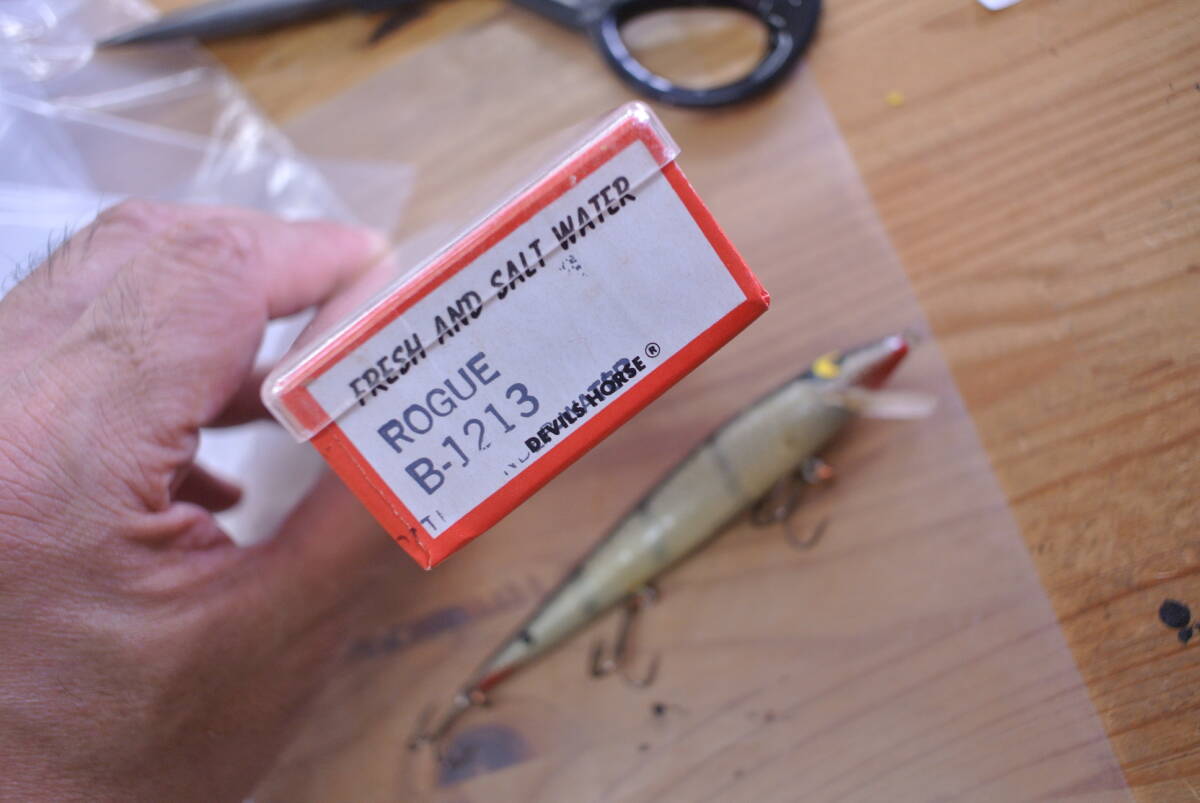 FRESH AND SALT WATER
ROGUE
B-1213
DEVILS HORSE®